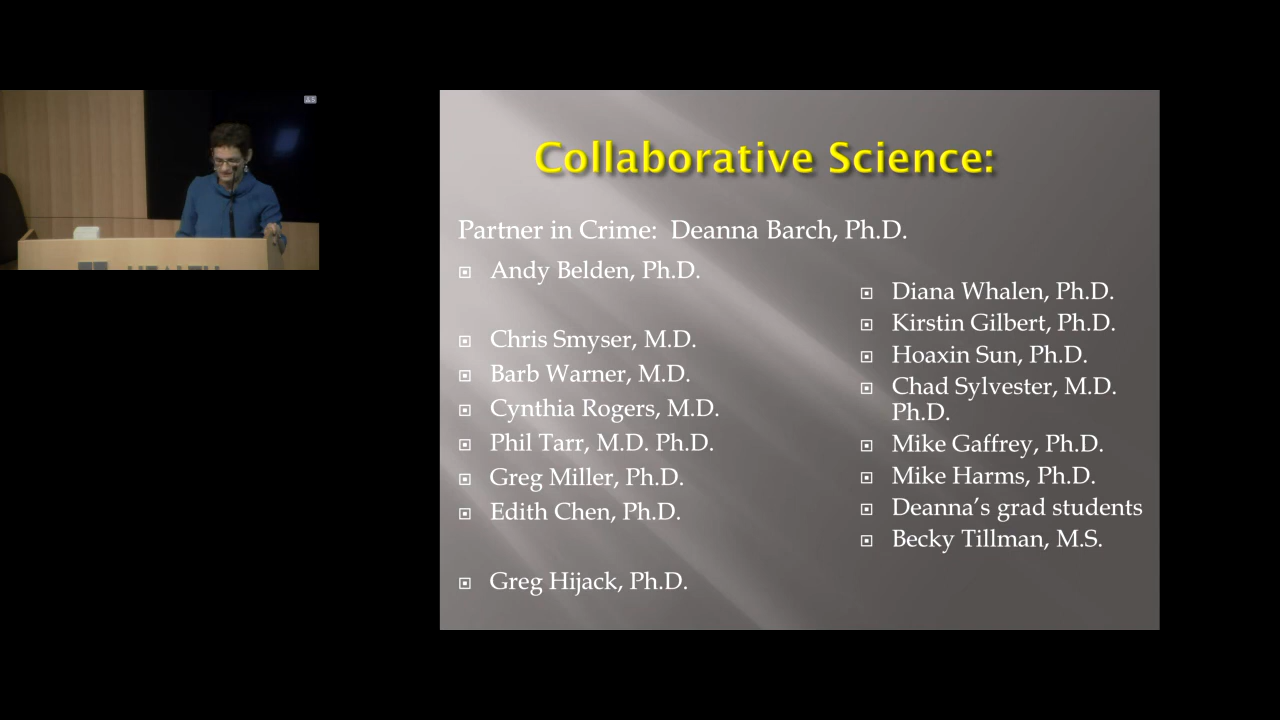 Collaborative Science:
Partner in Crime: Deanna Barch, Ph.D.
Andy Belden, Ph.D.
Chris Smyser, M.D.
Barb Warner, M.D.
Cynthia Rogers, M.D.
Phil Tarr, M.D. Ph.D.
Greg Miller, Ph.D.
Edith Chen, Ph.D.
Greg Hijack, Ph.D.
Diana Whalen, Ph.D.
Kirstin Gilbert, Ph.D.
Hoaxin Sun, Ph.D.
Chad Sylvester, M.D.
Ph.D.
Mike Gaffrey, Ph.D.
Mike Harms, Ph.D.
Deanna’s grad students
Becky Tillman, M.S.